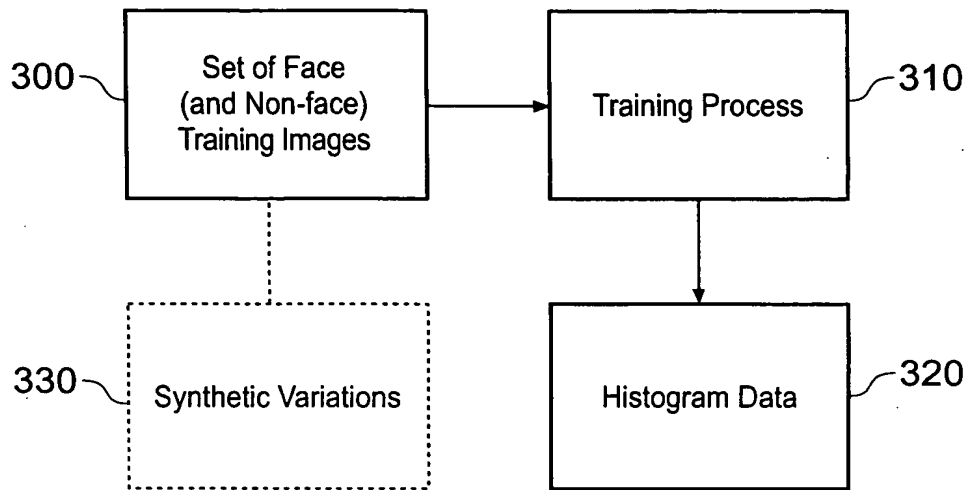 300
Set of Face
(and Non-face)
Training Images
Training Process
310
330
Synthetic Variations
Histogram Data
320